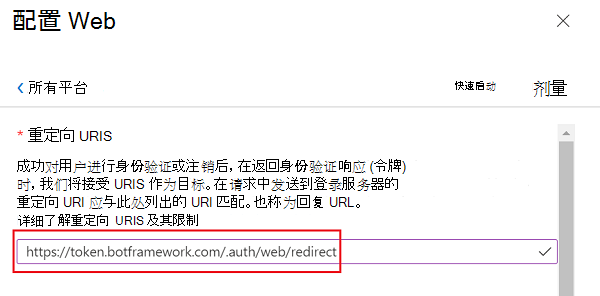 配置 Web
所有平台
快速启动
剂量
* 重定向 URIS
成功对用户进行身份验证或注销后，在返回身份验证响应 (令牌)
时，我们将接受 URIS 作为目标。在请求中发送到登录服务器的
重定向 URI 应与此处列出的 URI 匹配。也称为回复 URL。
详细了解重定向 URIS 及其限制
https://token.botframework.com/.auth/web/redirect